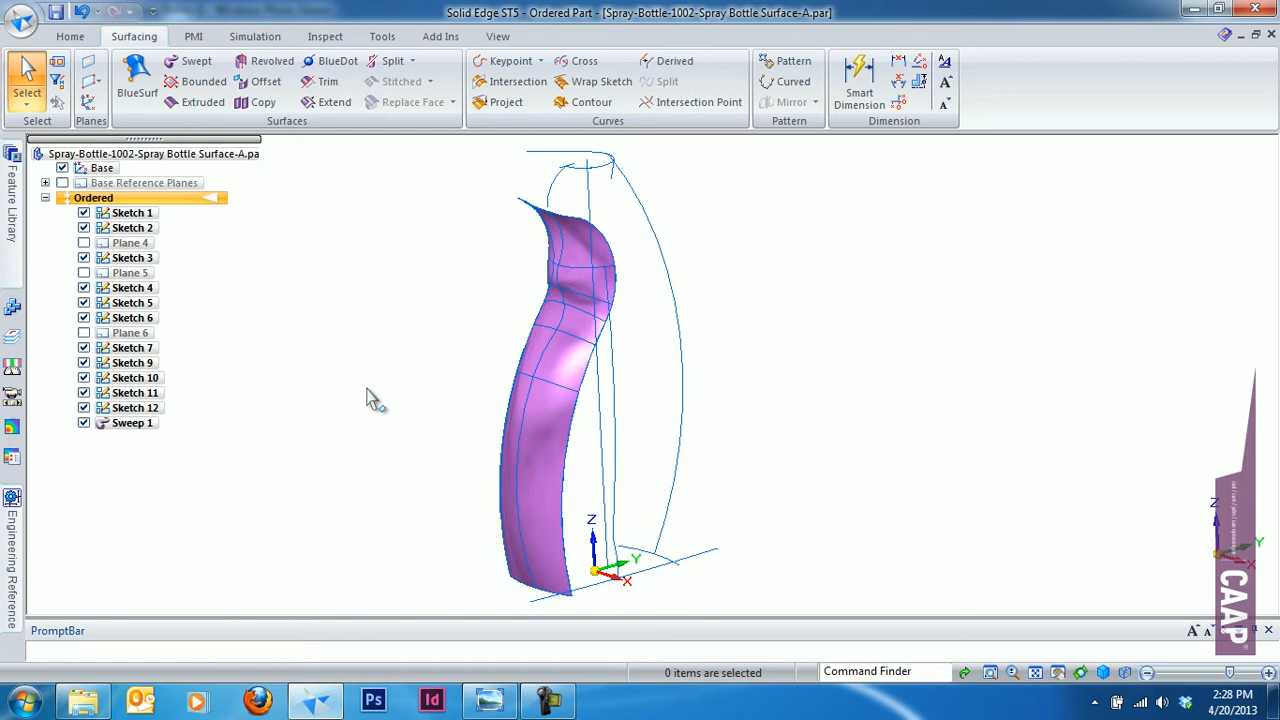 Solid Edge ST5 - Ordered Part - [Spray-Bottle-1002-Spray Bottle Surface-A.par]
Home Surfacing PMI Simulation Inspect Tools Add Ins View
Select
Select
Planes
BlueSurf
Swept Revolved BlueDot Split
Bounded Offset Trim Stitched
Extruded Copy Extend Replace Face
Surfaces
Keypoint Cross Derived
Intersection Wrap Sketch Split
Project Contour Intersection Point
Curves
Pattern
Curved
Mirror
Pattern
Smart
Dimension
Dimension
Feature Library
Engineering Reference
Spray-Bottle-1002-Spray Bottle Surface-A.pa
Base
Base Reference Planes
Ordered
Sketch 1
Sketch 2
Plane 4
Sketch 3
Plane 5
Sketch 4
Sketch 5
Sketch 6
Plane 6
Sketch 7
Sketch 9
Sketch 10
Sketch 11
Sketch 12
Sweep 1
Z
Y
X
Z
Y
X
CAAP
PromptBar
0 items are selected
Command Finder
Ps
Id
2:28 PM
4/20/2013